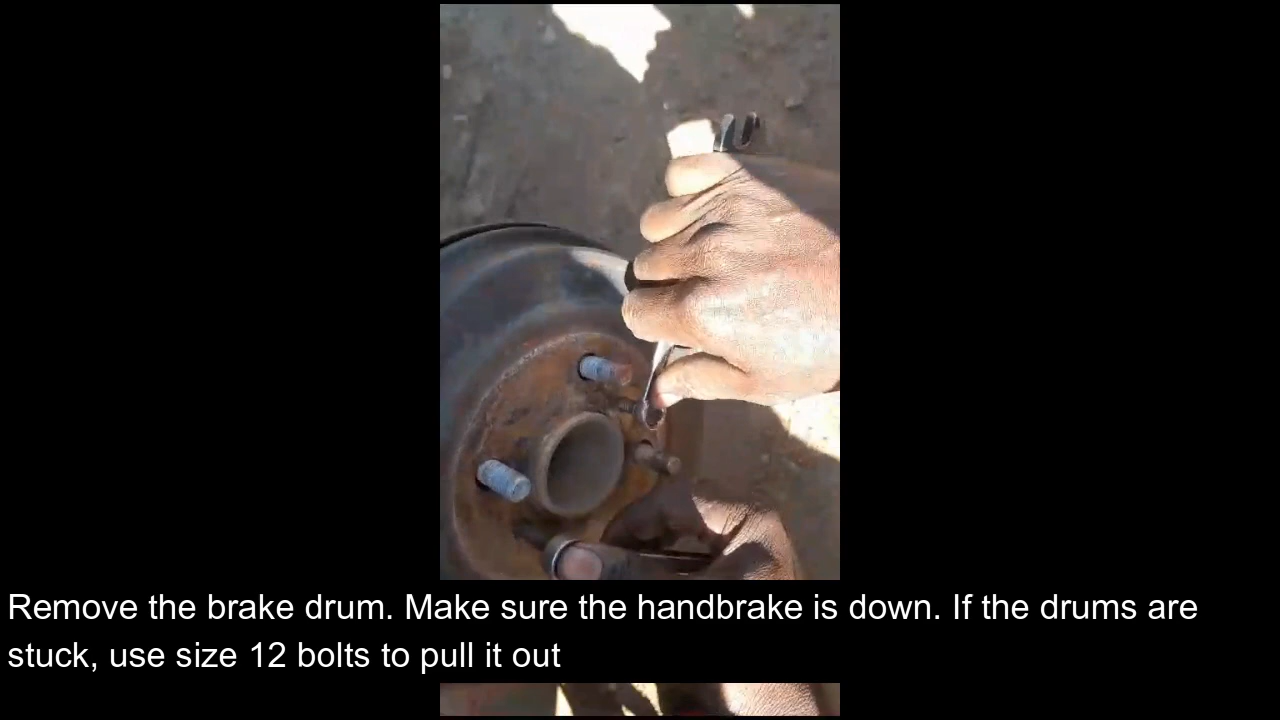 Remove the brake drum. Make sure the handbrake is down. If the drums are
stuck, use size 12 bolts to pull it out